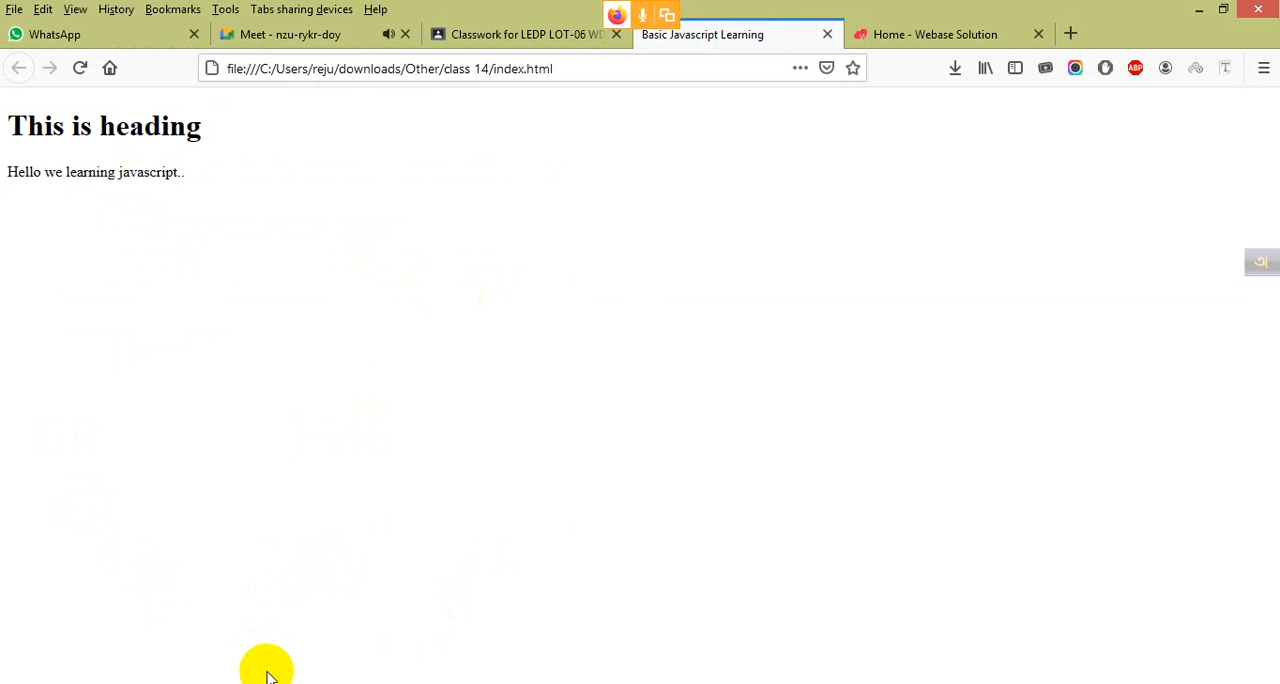 File Edit View History Bookmarks Tools Tabs sharing devices Help
WhatsApp Meet - nzu-rykr-doy Classwork for LEDP LOT-06 WD Basic Javascript Learning Home - Webase Solution
file:///C:/Users/reju/downloads/Other/class 14/index.html ABP T
This is heading
Hello we learning javascript..
অ